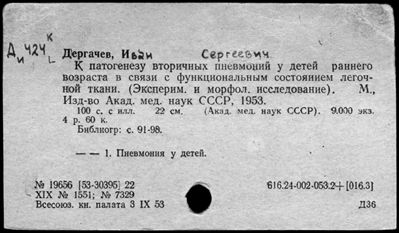 К
Ди 424
L
Дергачев, Иван Сергеевич.
К патогенезу вторичных пневмоний у детей раннего
возраста в связи с функциональным состоянием легоч-
ной ткани. (Эксперим. и морфол. исследование). М.,
Изд-во Акад. мед. наук СССР, 1953.
100 с. с илл. 22 см. (Акад. мед. наук СССР). 9.000 экз.
4 р. 60 к.
Библиогр: с. 91-98.
— — 1. Пневмония у детей.
№ 19656 [53-30395] 22 616.24-002-053.2+[016.3]
XIX № 1551; № 7329
Всесоюз. кн. палата 3 IX 53 Д36